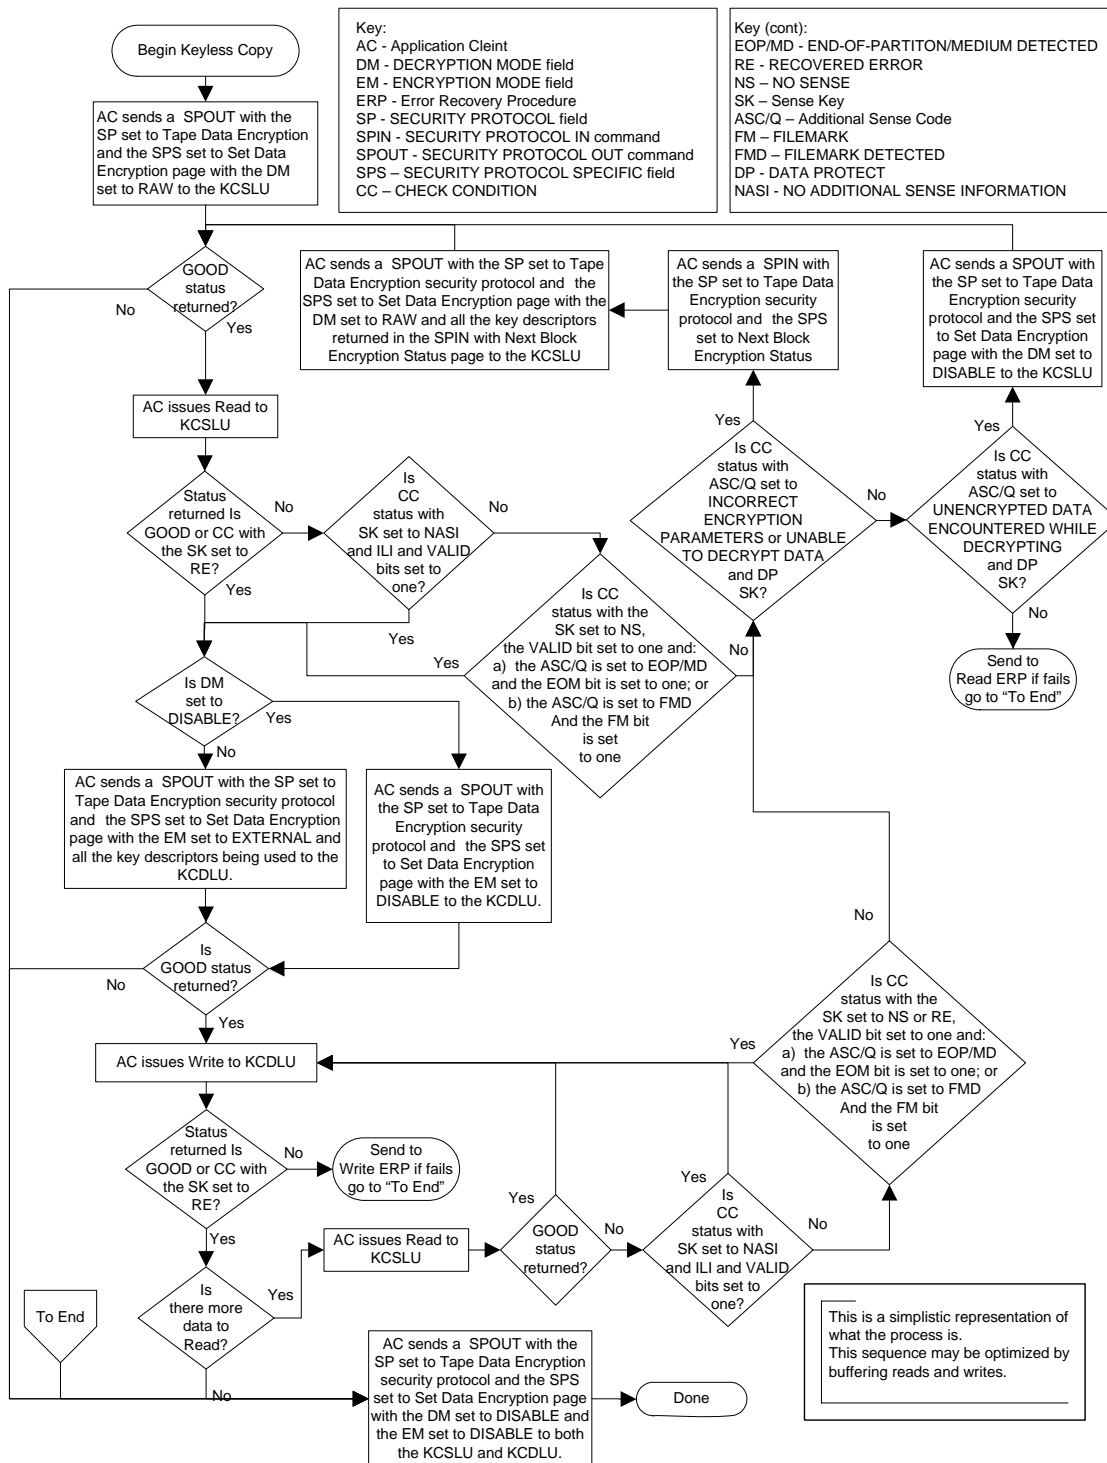 Begin Keyless Copy
Key:
AC - Application Cleint
DM - DECRYPTION MODE field
EM - ENCRYPTION MODE field
ERP - Error Recovery Procedure
SP - SECURITY PROTOCOL field
SPIN - SECURITY PROTOCOL IN command
SPOUT - SECURITY PROTOCOL OUT command
SPS – SECURITY PROTOCOL SPECIFIC field
CC – CHECK CONDITION
Key (cont):
EOP/MD - END-OF-PARTITON/MEDIUM DETECTED
RE - RECOVERED ERROR
NS – NO SENSE
SK – Sense Key
ASC/Q – Additional Sense Code
FM – FILEMARK
FMD – FILEMARK DETECTED
DP - DATA PROTECT
NASI - NO ADDITIONAL SENSE INFORMATION
AC sends a SPOUT with the
SP set to Tape Data Encryption
and the SPS set to Set Data
Encryption page with the DM
set to RAW to the KCSLU
GOOD
status
returned?
No
Yes
AC sends a SPOUT with the SP set to Tape
Data Encryption security protocol and the
SPS set to Set Data Encryption page with the
DM set to RAW and all the key descriptors
returned in the SPIN with Next Block
Encryption Status page to the KCSLU
AC sends a SPIN with
the SP set to Tape Data
Encryption security
protocol and the SPS
set to Next Block
Encryption Status
AC sends a SPOUT with
the SP set to Tape Data
Encryption security
protocol and the SPS set
to Set Data Encryption
page with the DM set to
DISABLE to the KCSLU
AC issues Read to
KCSLU
Status
returned Is
GOOD or CC with
the SK set to
RE?
No
Yes
Is
CC
status with
SK set to NASI
and ILI and VALID
bits set to
one?
No
Yes
Is CC
status with the
SK set to NS,
the VALID bit set to one and:
a) the ASC/Q is set to EOP/MD
and the EOM bit is set to one; or
b) the ASC/Q is set to FMD
And the FM bit
is set
to one
Yes
No
Yes
Is CC
status with
ASC/Q set to
INCORRECT
ENCRYPTION
PARAMETERS or UNABLE
TO DECRYPT DATA
and DP
SK?
No
Yes
Is CC
status with
ASC/Q set to
UNENCRYPTED DATA
ENCOUNTERED WHILE
DECRYPTING
and DP
SK?
No
Send to
Read ERP if fails
go to “To End”
Is DM
set to
DISABLE?
Yes
No
AC sends a SPOUT with the SP set to
Tape Data Encryption security protocol
and the SPS set to Set Data Encryption
page with the EM set to EXTERNAL and
all the key descriptors being used to the
KCDLU.
AC sends a SPOUT with
the SP set to Tape Data
Encryption security
protocol and the SPS set
to Set Data Encryption
page with the EM set to
DISABLE to the KCDLU.
Is
GOOD status
returned?
No
Yes
AC issues Write to KCDLU
Status
returned Is
GOOD or CC with
the SK set to
RE?
No
Yes
Send to
Write ERP if fails
go to “To End”
Is
there more
data to
Read?
Yes
No
AC issues Read to
KCSLU
GOOD
status
returned?
Yes
No
Is
CC
status with
SK set to NASI
and ILI and VALID
bits set to
one?
Yes
No
Is CC
status with the
SK set to NS or RE,
the VALID bit set to one and:
a) the ASC/Q is set to EOP/MD
and the EOM bit is set to one; or
b) the ASC/Q is set to FMD
And the FM bit
is set
to one
Yes
No
To End
AC sends a SPOUT with the
SP set to Tape Data Encryption
security protocol and the SPS
set to Set Data Encryption page
with the DM set to DISABLE and
the EM set to DISABLE to both
the KCSLU and KCDLU.
Done
This is a simplistic representation of
what the process is.
This sequence may be optimized by
buffering reads and writes.